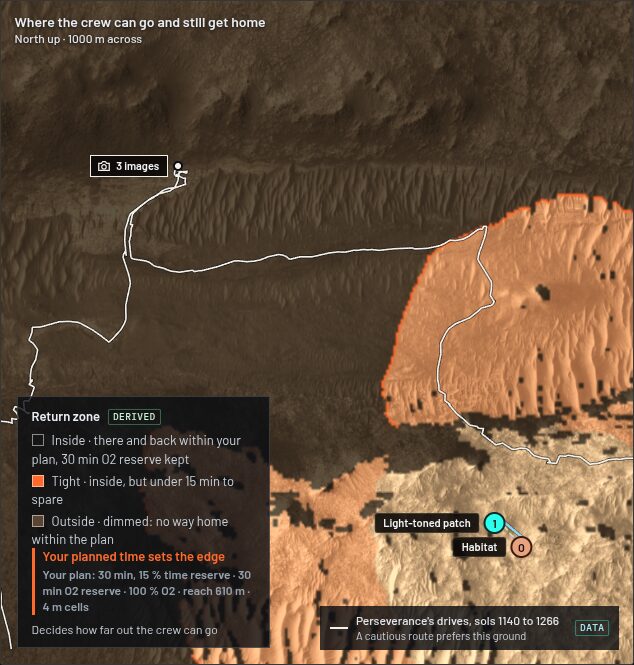 Where the crew can go and still get home
North up · 1000 m across
3 images
Return zone DERIVED
Inside · there and back within your
plan, 30 min O2 reserve kept
Tight · inside, but under 15 min to
spare
Outside · dimmed: no way home
within the plan
Your planned time sets the edge
Your plan: 30 min, 15 % time reserve · 30
min O2 reserve · 100 % O2 · reach 610 m ·
4 m cells
Decides how far out the crew can go
Light-toned patch 1
Habitat 0
Perseverance's drives, sols 1140 to 1266
A cautious route prefers this ground
DATA